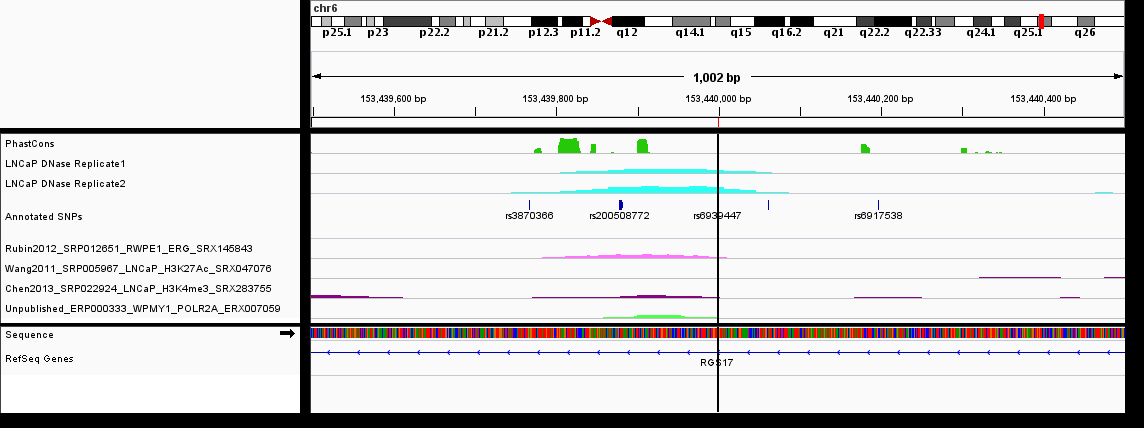 chr6
p25.1 p23 p22.2 p21.2 p12.3 p11.2 q12 q14.1 q15 q16.2 q21 q22.2 q22.33 q24.1 q25.1 q26
1,002 bp
153,439,600 bp 153,439,800 bp 153,440,000 bp 153,440,200 bp 153,440,400 bp
PhastCons
LNCaP DNase Replicate1
LNCaP DNase Replicate2
Annotated SNPs
rs3870366 rs200508772 rs6939447 rs6917538
Rubin2012_SRP012651_RWPE1_ERG_SRX145843
Wang2011_SRP005967_LNCaP_H3K27Ac_SRX047076
Chen2013_SRP022924_LNCaP_H3K4me3_SRX283755
Unpublished_ERP000333_WPMY1_POLR2A_ERX007059
Sequence
RefSeq Genes
RGS17